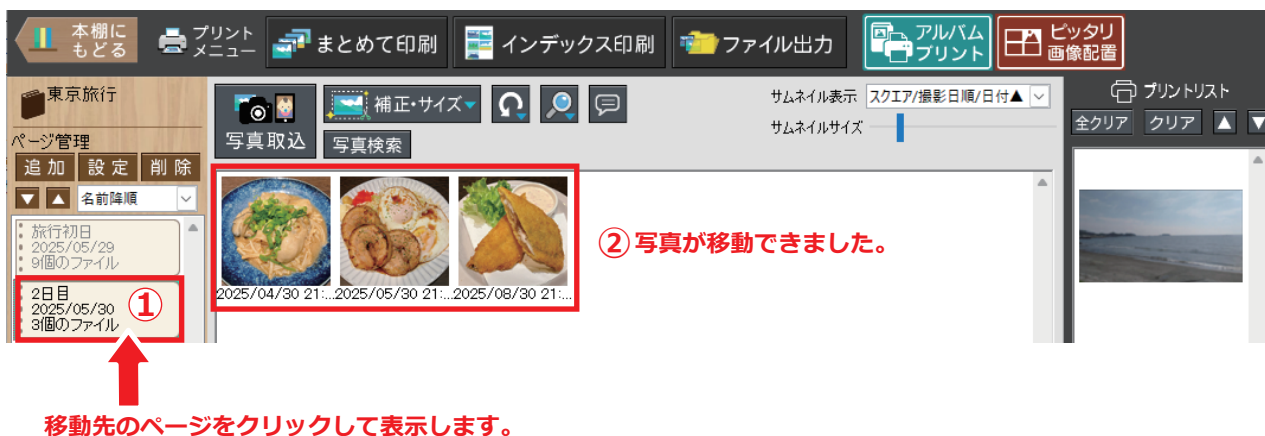 本棚に
もどる
プリント
メニュー
まとめて印刷
インデックス印刷
ファイル出力
アルバム
プリント
ピッタリ
画像配置
東京旅行
ページ管理
追加 設定 削除
▼ ▲ 名前降順
旅行初日
2025/05/29
9個のファイル
2日目
2025/05/30
3個のファイル
①
写真取込
補正・サイズ▼
写真検索
サムネイル表示 スクエア/撮影日順/日付▲
サムネイルサイズ
2025/04/30 21:... 2025/05/30 21:... 2025/08/30 21:...
②写真が移動できました。
プリントリスト
全クリア クリア ▲ ▼
移動先のページをクリックして表示します。